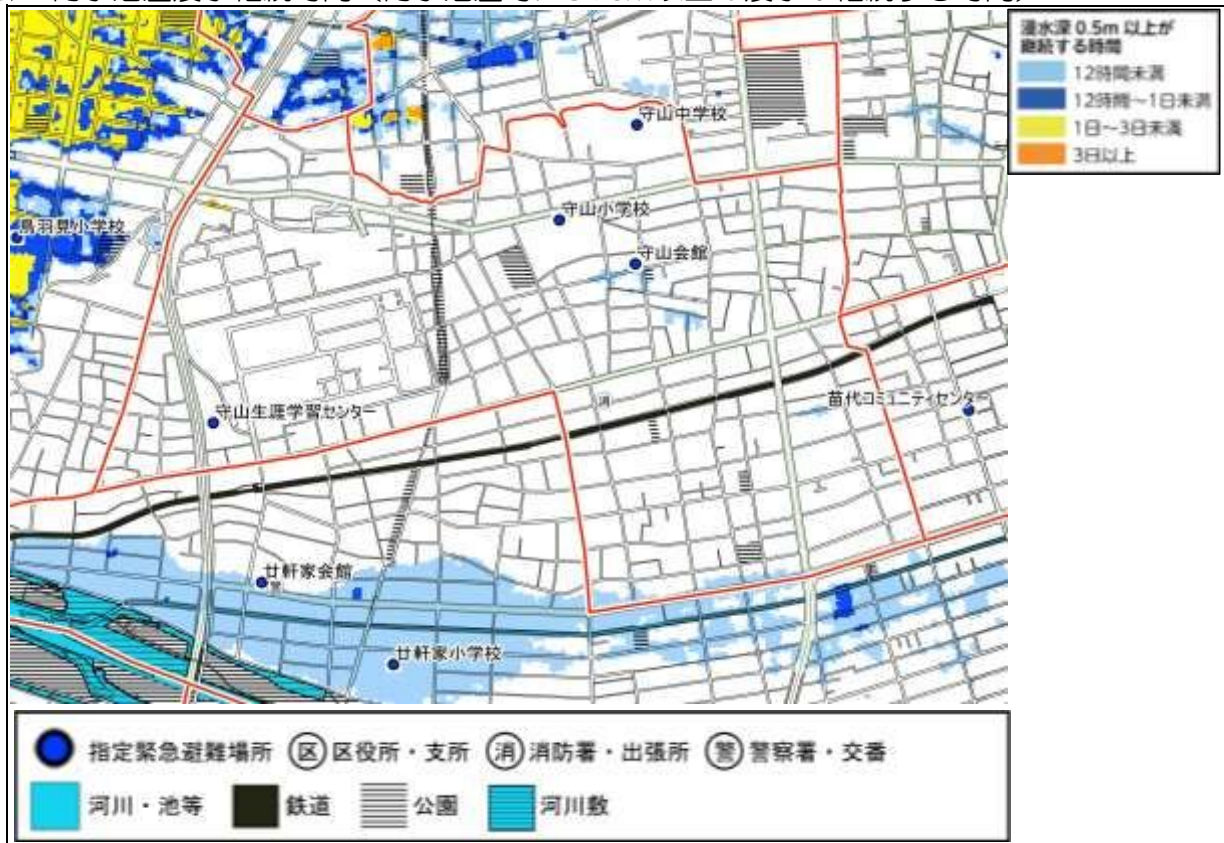 浸水深 0.5m 以上が
継続する時間
12時間未満
12時間～1日未満
1日～3日未満
3日以上
守山中学校
守山小学校
鳥羽見小学校
守山会館
苗代コミュニティセンター
守山生涯学習センター
消
廿軒家会館
廿軒家小学校
指定緊急避難場所 区 区役所・支所 消 消防署・出張所 警 警察署・交番
河川・池等 鉄道 公園 河川敷